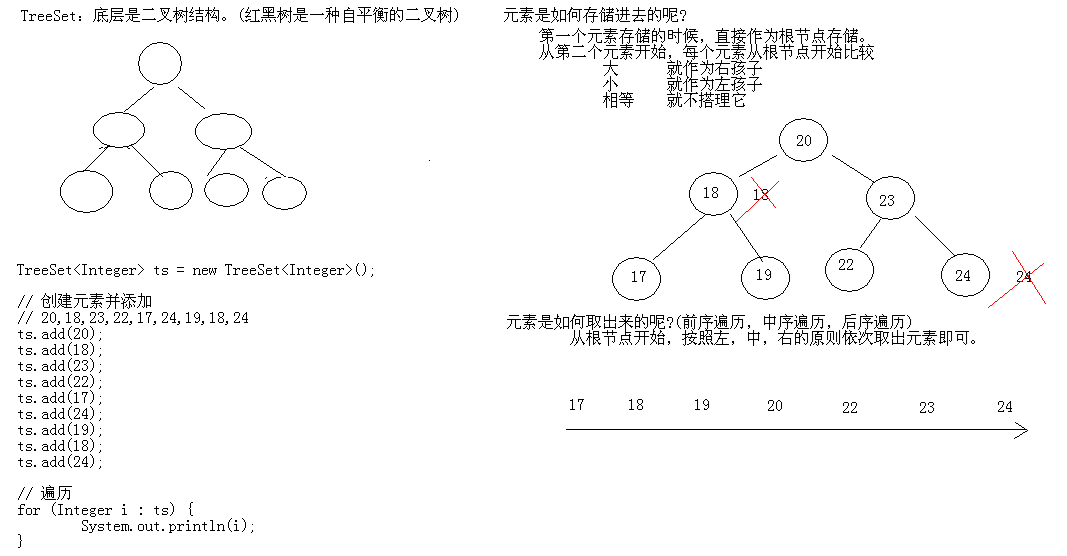 TreeSet：底层是二叉树结构。(红黑树是一种自平衡的二叉树)
TreeSet<Integer> ts = new TreeSet<Integer>();
// 创建元素并添加
// 20,18,23,22,17,24,19,18,24
ts.add(20);
ts.add(18);
ts.add(23);
ts.add(22);
ts.add(17);
ts.add(24);
ts.add(19);
ts.add(18);
ts.add(24);
// 遍历
for (Integer i : ts) {
System.out.println(i);
}
元素是如何存储进去的呢?
第一个元素存储的时候，直接作为根节点存储。
从第二个元素开始，每个元素从根节点开始比较
大 就作为右孩子
小 就作为左孩子
相等 就不搭理它
20
18 18 23
17 19 22 24 24
元素是如何取出来的呢?(前序遍历，中序遍历，后序遍历)
从根节点开始，按照左，中，右的原则依次取出元素即可。
17 18 19 20 22 23 24